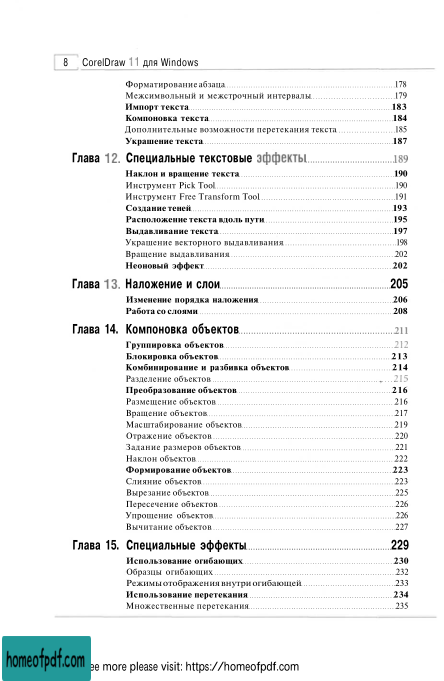 8 CorelDraw 11 для Windows
Форматирование абзаца 178
Межсимвольный и межстрочный интервалы 179
Импорт текста 183
Компоновка текста 184
Дополнительные возможности перетекания текста 185
Украшение текста 187
Глава 12. Специальные текстовые эффекты 189
Наклон и вращение текста 190
Инструмент Pick Tool 190
Инструмент Free Transform Tool 191
Создание теней 193
Расположение текста вдоль пути 195
Выдавливание текста 197
Украшение векторного выдавливания 198
Вращение выдавливания 202
Неоновый эффект 202
Глава 13. Наложение и слои 205
Изменение порядка наложения 206
Работа со слоями 208
Глава 14. Компоновка объектов 211
Группировка объектов 212
Блокировка объектов 213
Комбинирование и разбивка объектов 214
Разделение объектов 215
Преобразование объектов 216
Размещение объектов 216
Вращение объектов 217
Масштабирование объектов 219
Отражение объектов 220
Задание размеров объектов 221
Наклон объектов 222
Формирование объектов 223
Слияние объектов 223
Вырезание объектов 225
Пересечение объектов 226
Упрощение объектов 226
Вычитание объектов 227
Глава 15. Специальные эффекты 229
Использование огибающих 230
Образцы огибающих 232
Режимы отображения внутри огибающей 233
Использование перетекания 234
Множественные перетекания 235
homeofpdf.com
ee more please visit: https://homeofpdf.com